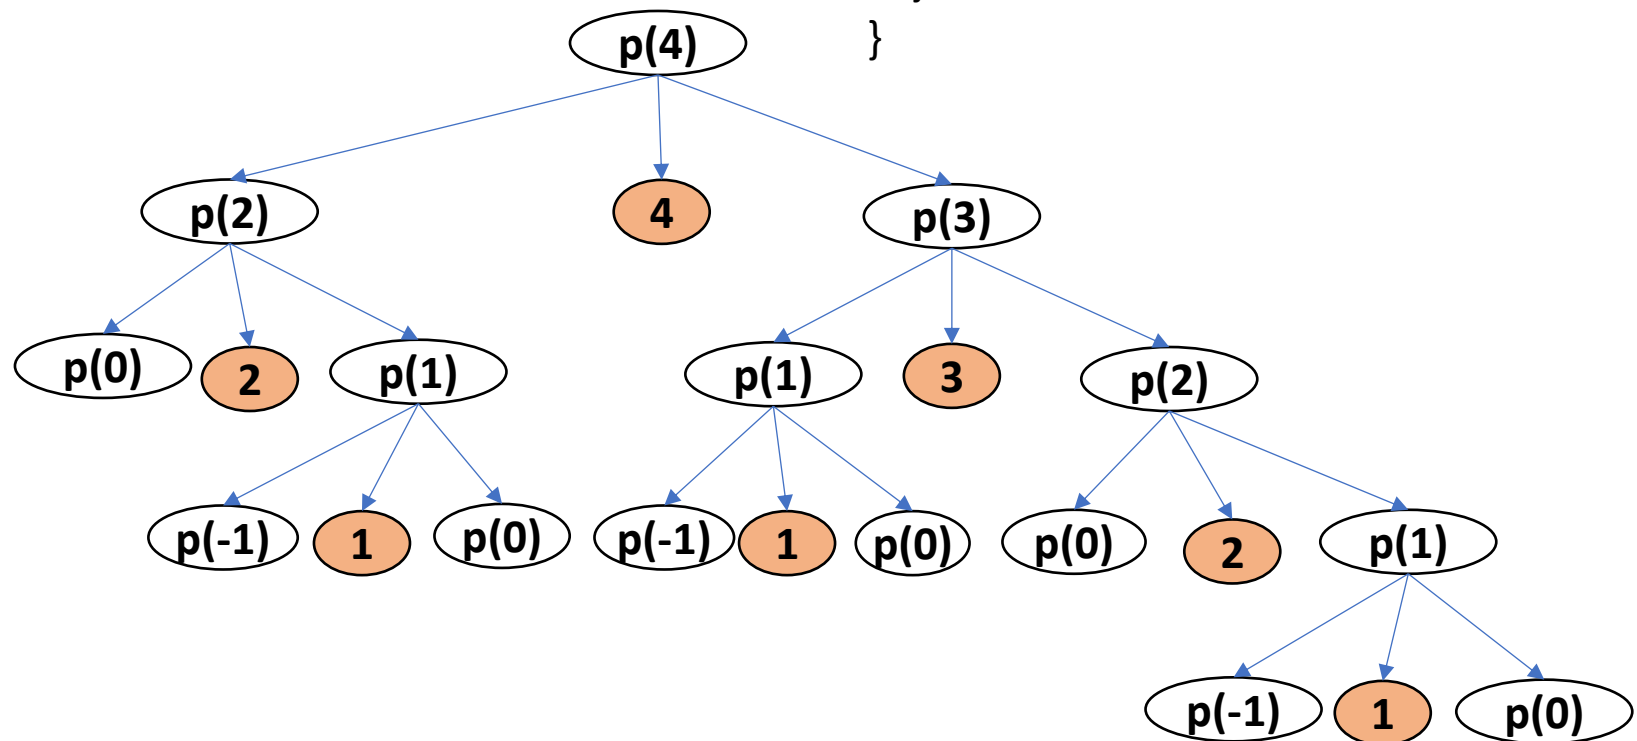 }
p(4)
p(2) 4 p(3)
p(0) 2 p(1) p(1) 3 p(2)
p(-1) 1 p(0) p(-1) 1 p(0) p(0) 2 p(1)
p(-1) 1 p(0)